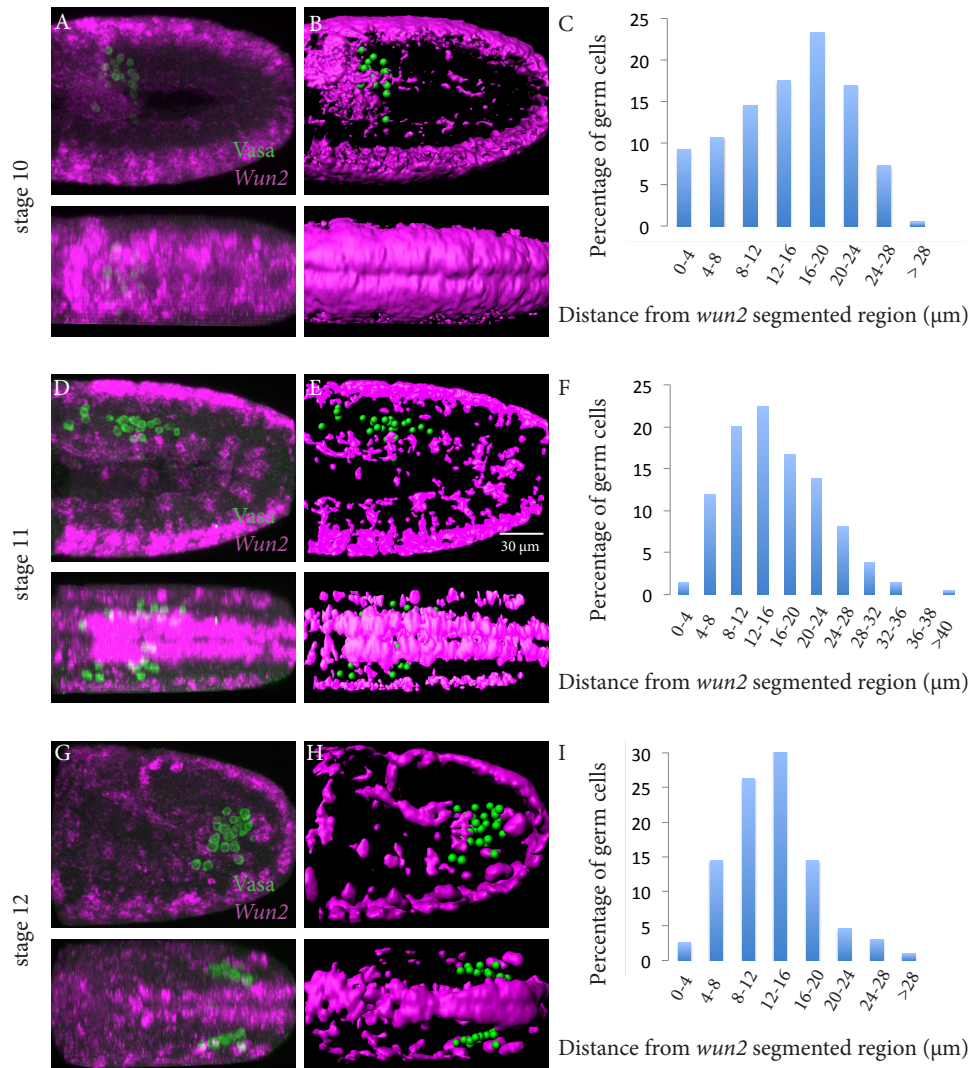 stage 10
A
Vasa
Wun2
B
C
Percentage of germ cells
25
20
15
10
5
0
0-4
4-8
8-12
12-16
16-20
20-24
24-28
> 28
Distance from wun2 segmented region (µm)
stage 11
D
Vasa
Wun2
E
30 µm
F
Percentage of germ cells
25
20
15
10
5
0
0-4
4-8
8-12
12-16
16-20
20-24
24-28
28-32
32-36
36-38
>40
Distance from wun2 segmented region (µm)
stage 12
G
Vasa
Wun2
H
I
Percentage of germ cells
30
25
20
15
10
5
0
0-4
4-8
8-12
12-16
16-20
20-24
24-28
>28
Distance from wun2 segmented region (µm)